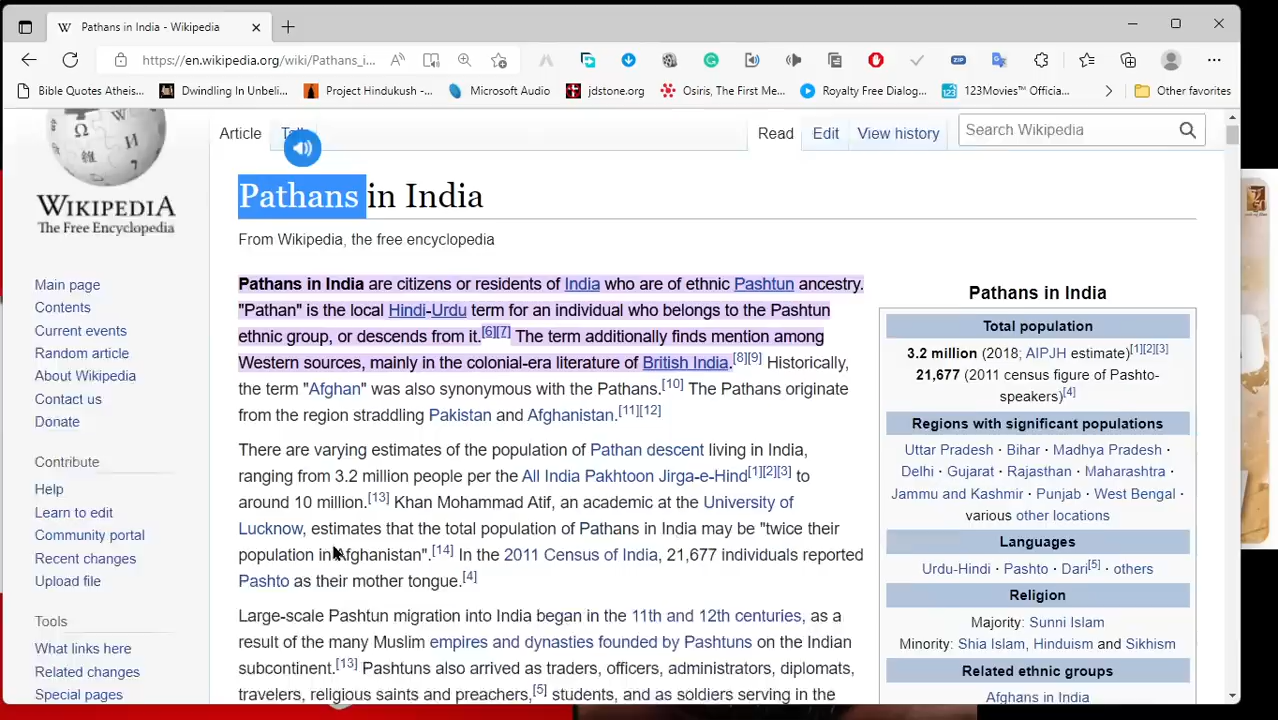 Pathans in India - Wikipedia
https://en.wikipedia.org/wiki/Pathans_i...
Bible Quotes Atheis...
Dwindling In Unbeli...
Project Hindukush -...
Microsoft Audio
jdstone.org
Osiris, The First Me...
Royalty Free Dialog...
123Movies™ Officia...
Other favorites
Article
Read
Edit
View history
Search Wikipedia
WIKIPEDIA
The Free Encyclopedia
Main page
Contents
Current events
Random article
About Wikipedia
Contact us
Donate
Contribute
Help
Learn to edit
Community portal
Recent changes
Upload file
Tools
What links here
Related changes
Special pages
Pathans in India
From Wikipedia, the free encyclopedia
Pathans in India are citizens or residents of India who are of ethnic Pashtun ancestry.
"Pathan" is the local Hindi-Urdu term for an individual who belongs to the Pashtun
ethnic group, or descends from it.[6][7] The term additionally finds mention among
Western sources, mainly in the colonial-era literature of British India.[8][9] Historically,
the term "Afghan" was also synonymous with the Pathans.[10] The Pathans originate
from the region straddling Pakistan and Afghanistan.[11][12]
There are varying estimates of the population of Pathan descent living in India,
ranging from 3.2 million people per the All India Pakhtoon Jirga-e-Hind[1][2][3] to
around 10 million.[13] Khan Mohammad Atif, an academic at the University of
Lucknow, estimates that the total population of Pathans in India may be "twice their
population in Afghanistan".[14] In the 2011 Census of India, 21,677 individuals reported
Pashto as their mother tongue.[4]
Large-scale Pashtun migration into India began in the 11th and 12th centuries, as a
result of the many Muslim empires and dynasties founded by Pashtuns on the Indian
subcontinent.[13] Pashtuns also arrived as traders, officers, administrators, diplomats,
travelers, religious saints and preachers,[5] students, and as soldiers serving in the
Pathans in India
Total population
3.2 million (2018; AIPJH estimate)[1][2][3]
21,677 (2011 census figure of Pashto-
speakers)[4]
Regions with significant populations
Uttar Pradesh · Bihar · Madhya Pradesh ·
Delhi · Gujarat · Rajasthan · Maharashtra ·
Jammu and Kashmir · Punjab · West Bengal ·
various other locations
Languages
Urdu-Hindi · Pashto · Dari[5] · others
Religion
Majority: Sunni Islam
Minority: Shia Islam, Hinduism and Sikhism
Related ethnic groups
Afghans in India